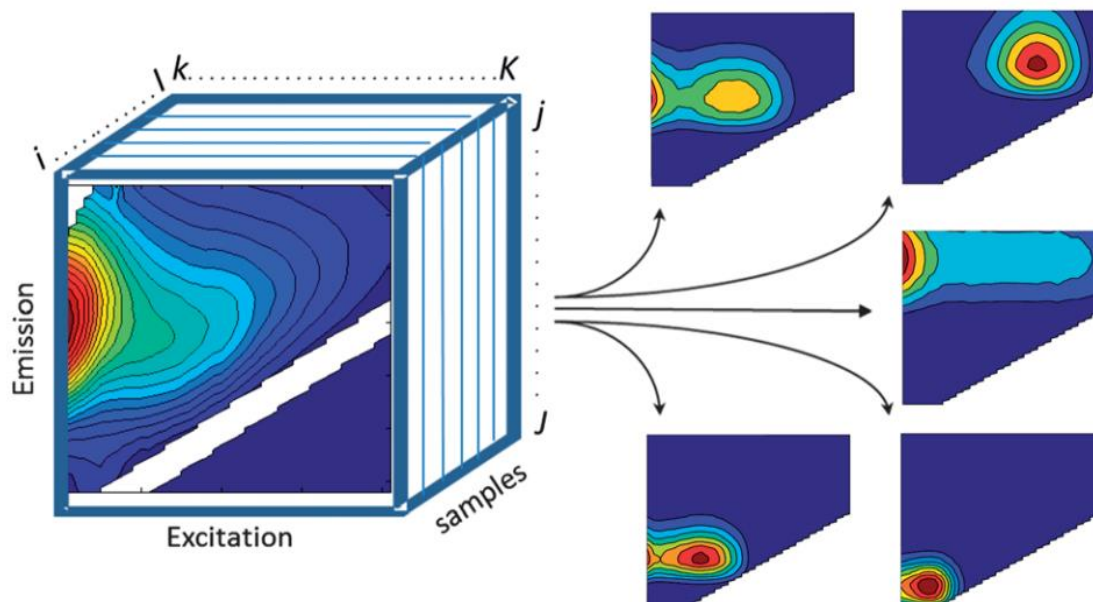 k K
I
i
j
Emission
J
samples
Excitation